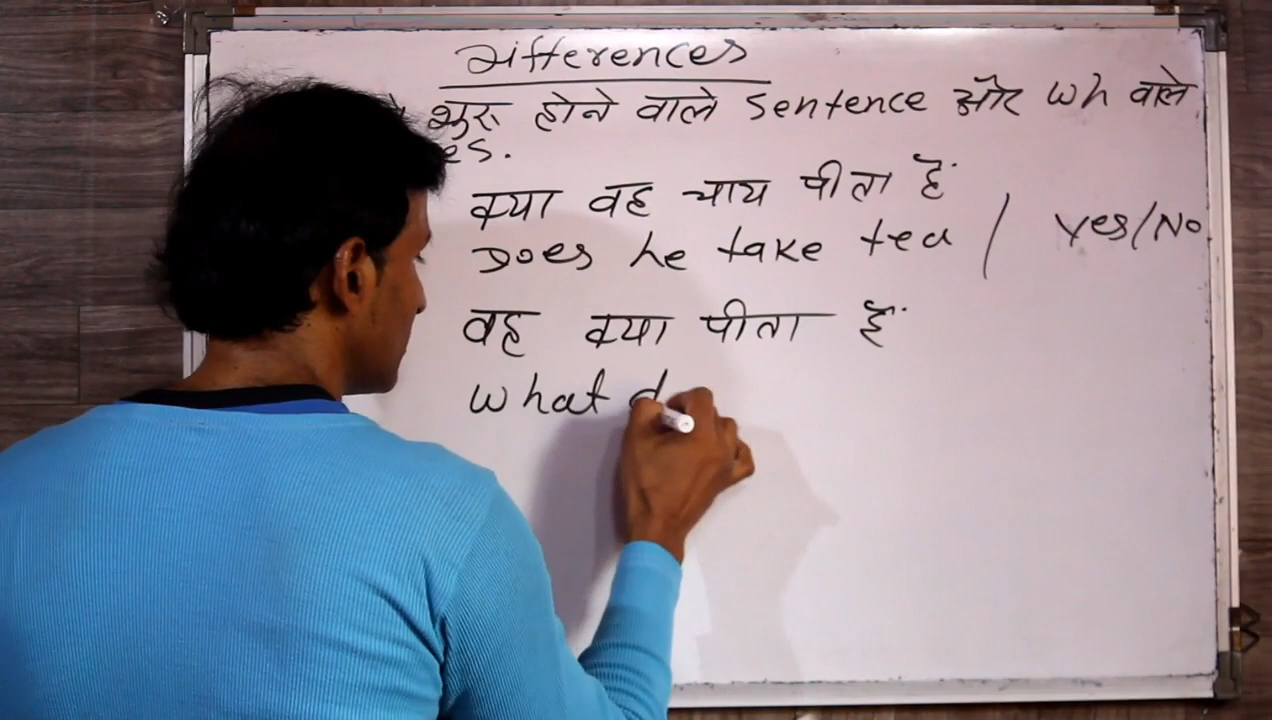 Differences
शुरू होने वाले Sentence और Wh वाले
es.
क्या वह चाय पीता हैं
Does he take tea / Yes/No
वह क्या पीता हैं
What d